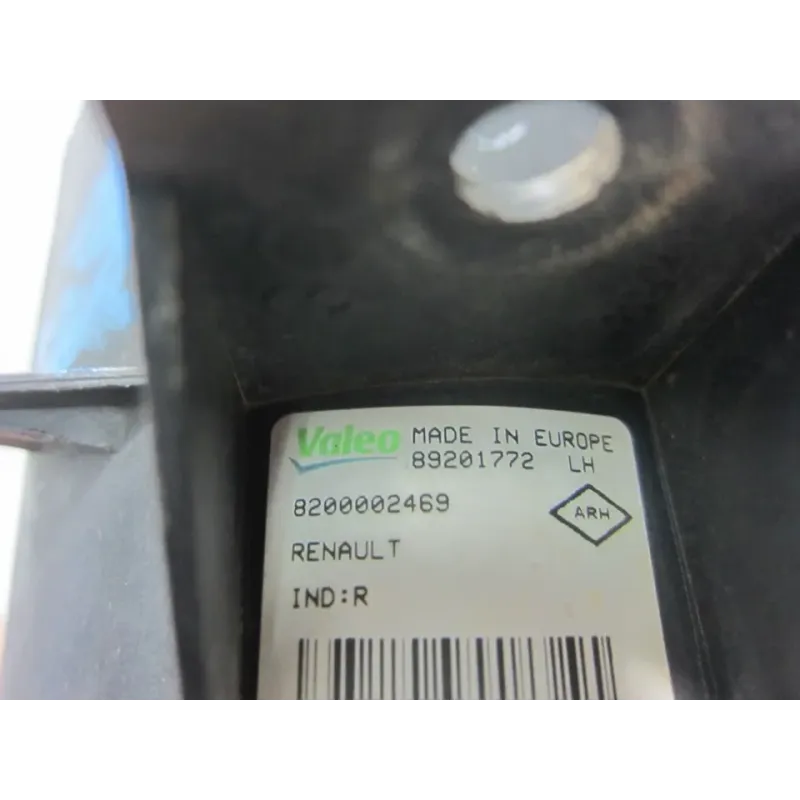 Valeo MADE IN EUROPE
89201772 LH
8200002469
ARH
RENAULT
IND:R